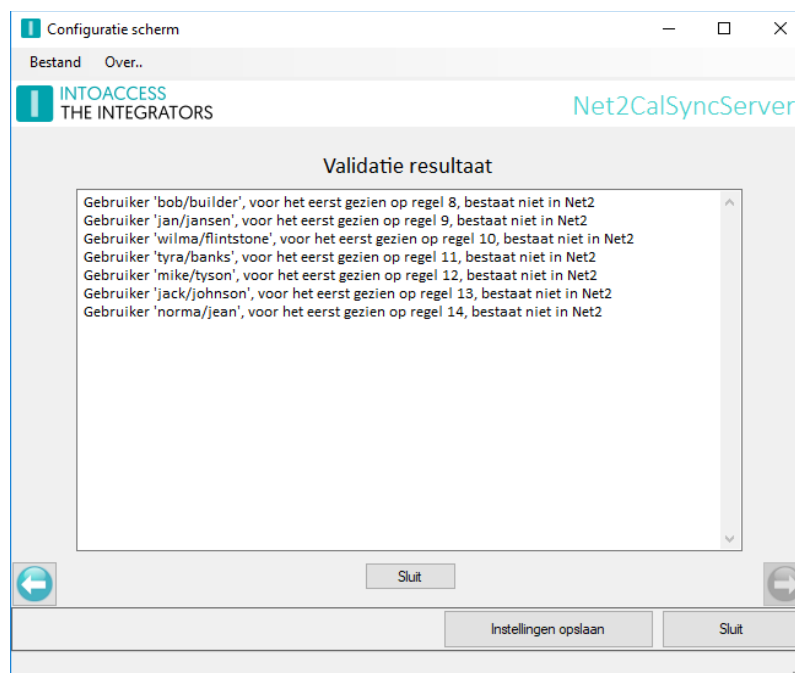 Configuratie scherm
Bestand Over..
INTOACCESS
THE INTEGRATORS
Net2CalSyncServer
Validatie resultaat
Gebruiker 'bob/builder', voor het eerst gezien op regel 8, bestaat niet in Net2
Gebruiker 'jan/jansen', voor het eerst gezien op regel 9, bestaat niet in Net2
Gebruiker 'wilma/flintstone', voor het eerst gezien op regel 10, bestaat niet in Net2
Gebruiker 'tyra/banks', voor het eerst gezien op regel 11, bestaat niet in Net2
Gebruiker 'mike/tyson', voor het eerst gezien op regel 12, bestaat niet in Net2
Gebruiker 'jack/johnson', voor het eerst gezien op regel 13, bestaat niet in Net2
Gebruiker 'norma/jean', voor het eerst gezien op regel 14, bestaat niet in Net2
Sluit
Instellingen opslaan Sluit